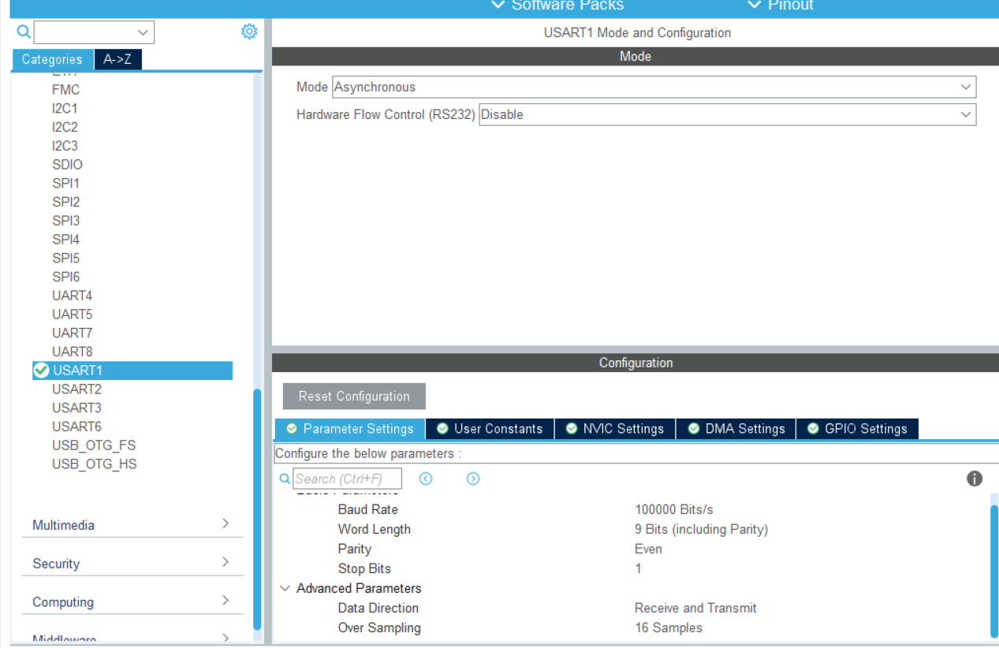 Software Packs
Pinout
Categories
A->Z
FMC
I2C1
I2C2
I2C3
SDIO
SPI1
SPI2
SPI3
SPI4
SPI5
SPI6
UART4
UART5
UART7
UART8
USART1
USART2
USART3
USART6
USB_OTG_FS
USB_OTG_HS
Multimedia
Security
Computing
Middleware
USART1 Mode and Configuration
Mode
Mode Asynchronous
Hardware Flow Control (RS232) Disable
Configuration
Reset Configuration
Parameter Settings
User Constants
NVIC Settings
DMA Settings
GPIO Settings
Configure the below parameters :
Search (Ctrl+F)
Basic Parameters
Baud Rate 100000 Bits/s
Word Length 9 Bits (including Parity)
Parity Even
Stop Bits 1
Advanced Parameters
Data Direction Receive and Transmit
Over Sampling 16 Samples